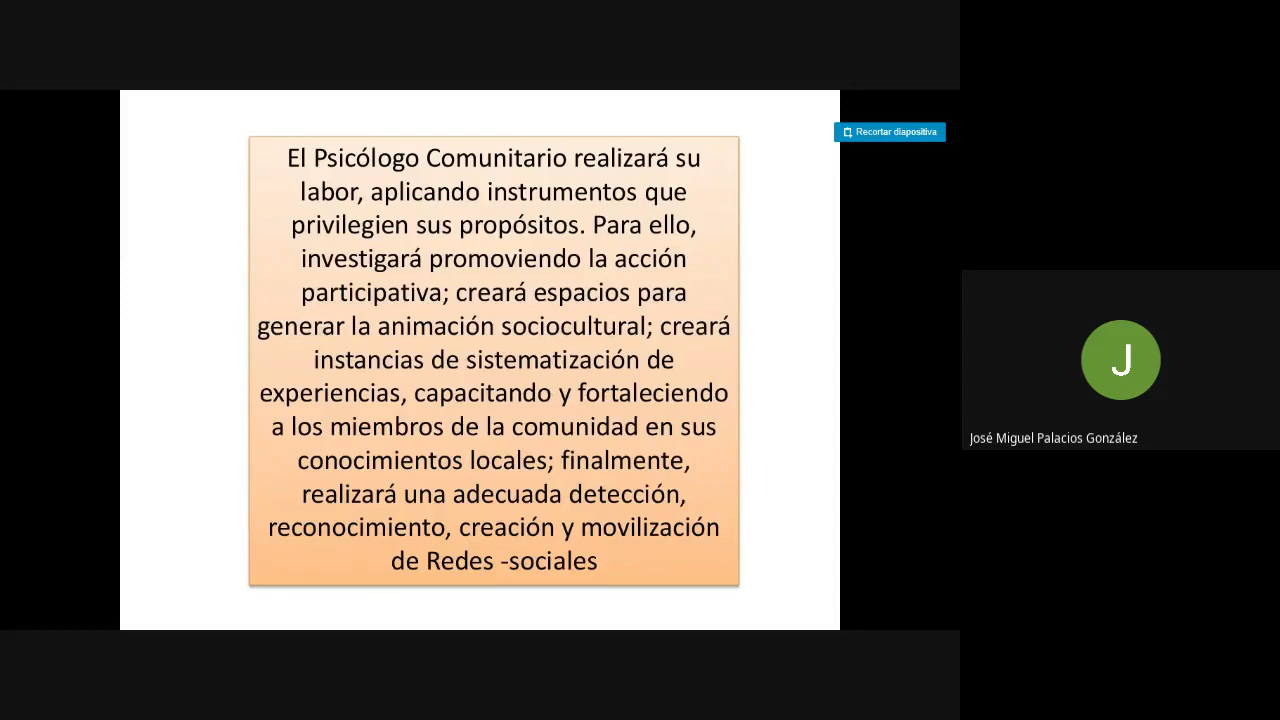 El Psicólogo Comunitario realizará su
labor, aplicando instrumentos que
privilegien sus propósitos. Para ello,
investigará promoviendo la acción
participativa; creará espacios para
generar la animación sociocultural; creará
instancias de sistematización de
experiencias, capacitando y fortaleciendo
a los miembros de la comunidad en sus
conocimientos locales; finalmente,
realizará una adecuada detección,
reconocimiento, creación y movilización
de Redes -sociales
Recortar diapositiva
J
José Miguel Palacios González